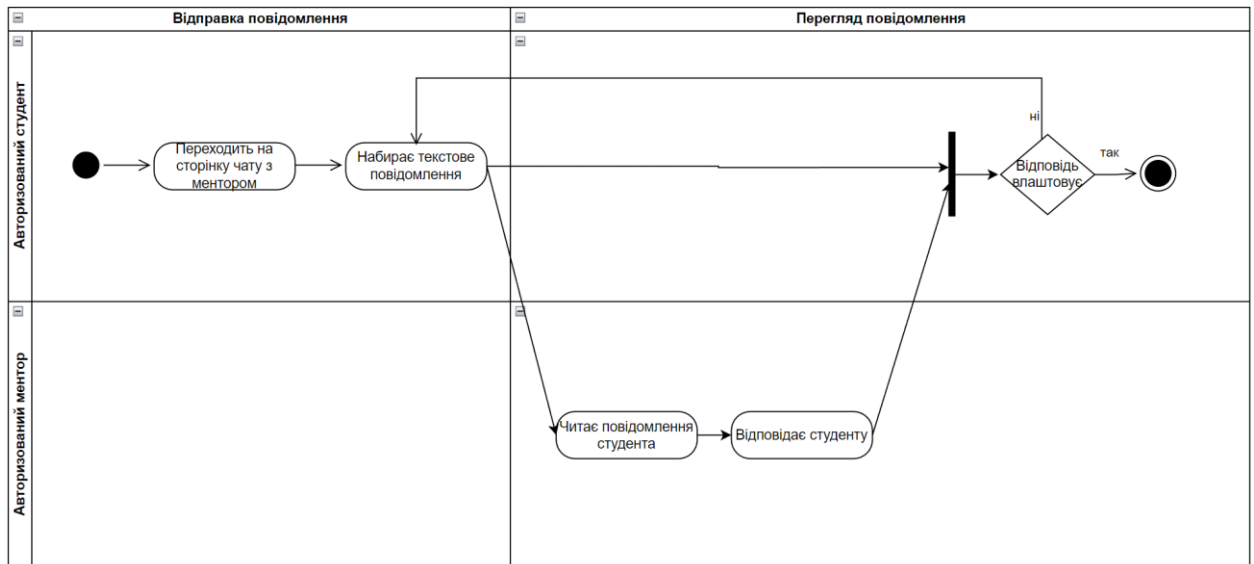 Відправка повідомлення
Перегляд повідомлення
Авторизований студент
Переходить на
сторінку чату з
ментором
Набирає текстове
повідомлення
ні
Відповідь
влаштовує
так
Авторизований ментор
Читає повідомлення
студента
Відповідає студенту